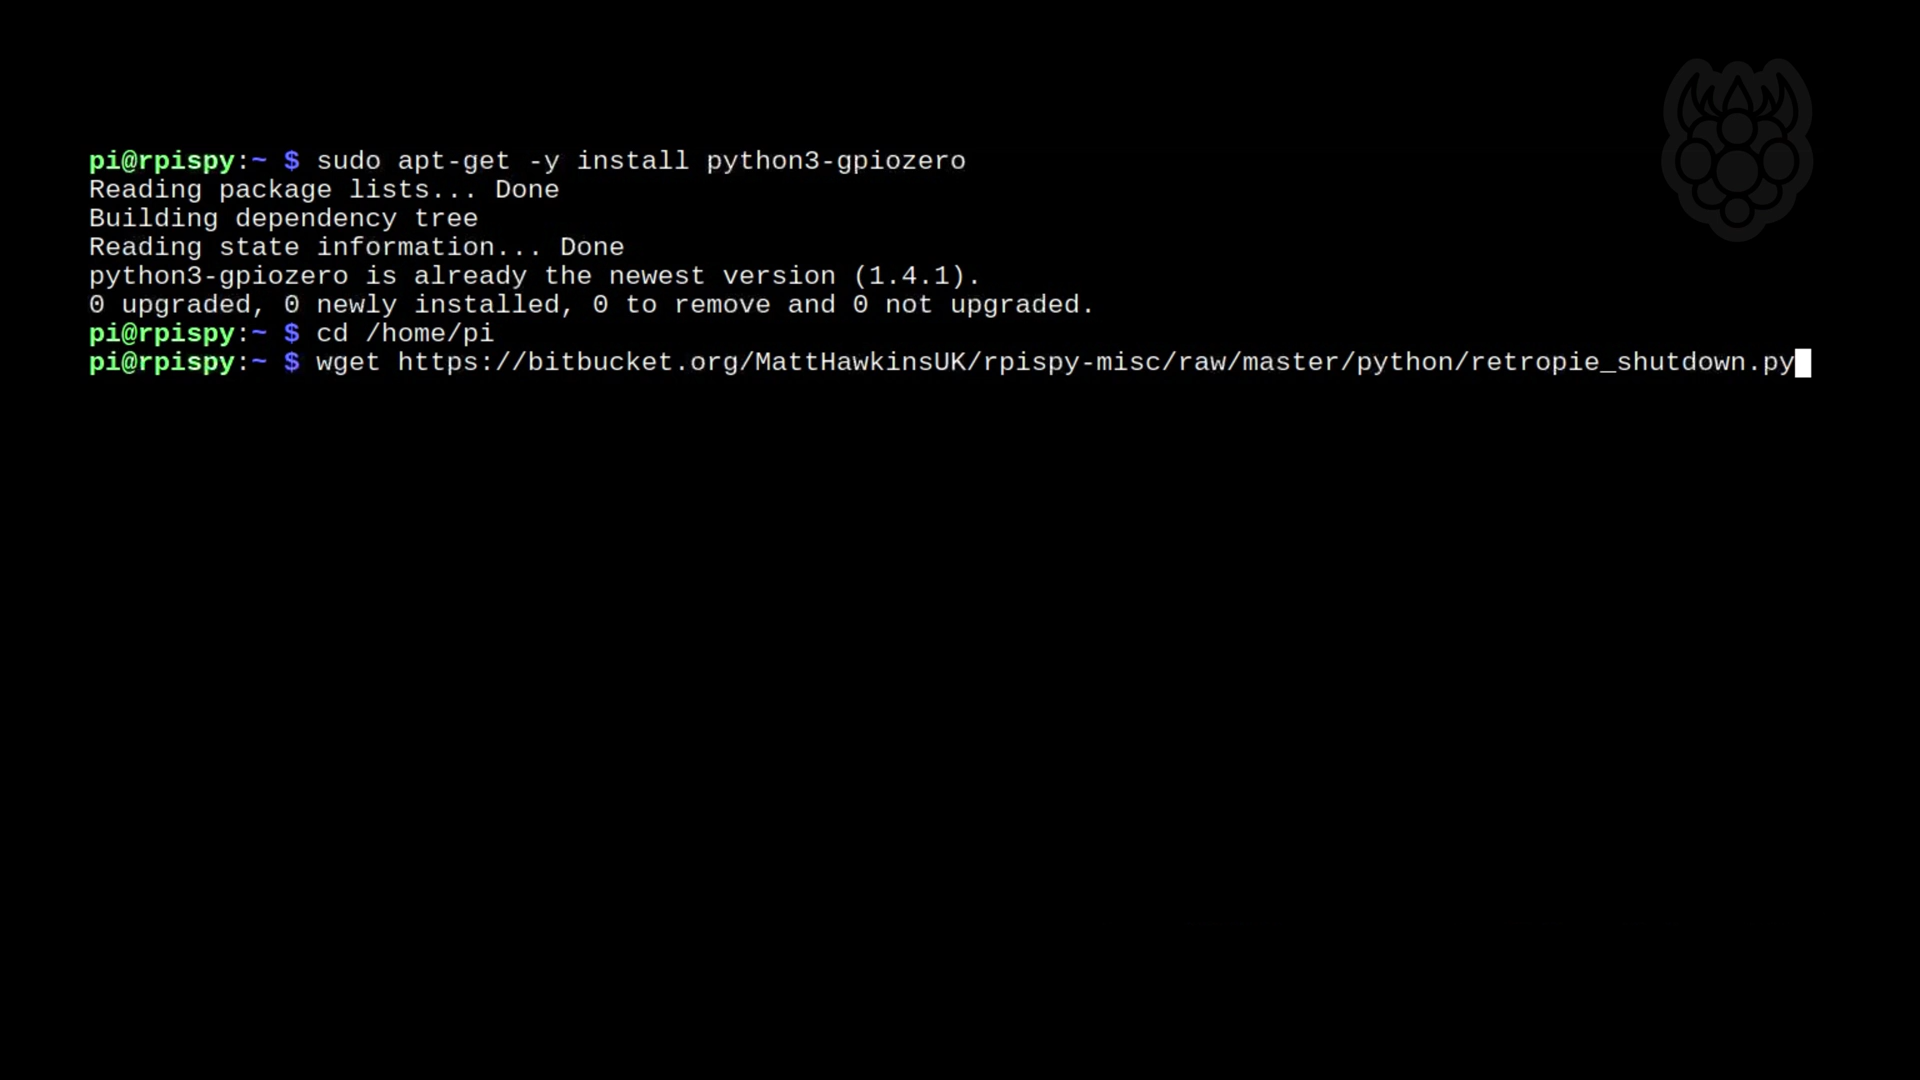 pi@rpispy:~ $ sudo apt-get -y install python3-gpiozero
Reading package lists... Done
Building dependency tree
Reading state information... Done
python3-gpiozero is already the newest version (1.4.1).
0 upgraded, 0 newly installed, 0 to remove and 0 not upgraded.
pi@rpispy:~ $ cd /home/pi
pi@rpispy:~ $ wget https://bitbucket.org/MattHawkinsUK/rpispy-misc/raw/master/python/retropie_shutdown.py